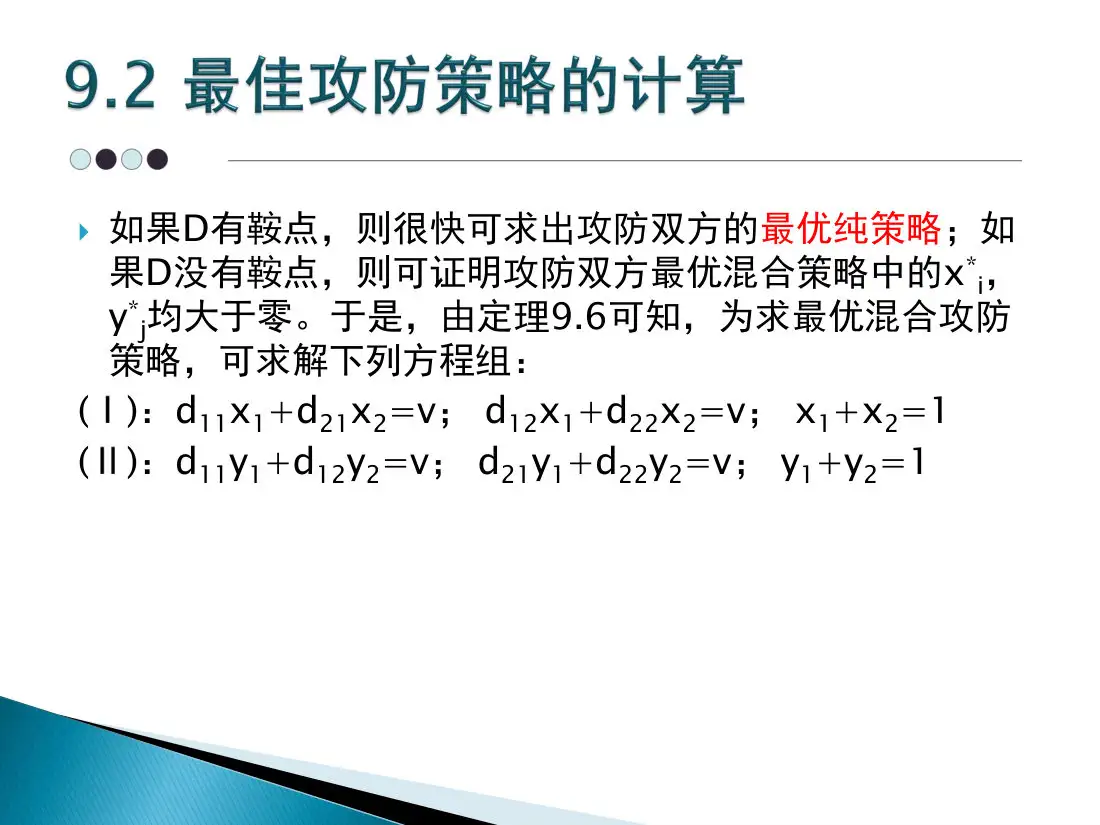 9.2 最佳攻防策略的计算
如果D有鞍点，则很快可求出攻防双方的最优纯策略；如
果D没有鞍点，则可证明攻防双方最优混合策略中的x*i，
y*j均大于零。于是，由定理9.6可知，为求最优混合攻防
策略，可求解下列方程组：
(Ⅰ)：d11x1+d21x2=v； d12x1+d22x2=v； x1+x2=1
(Ⅱ)：d11y1+d12y2=v； d21y1+d22y2=v； y1+y2=1